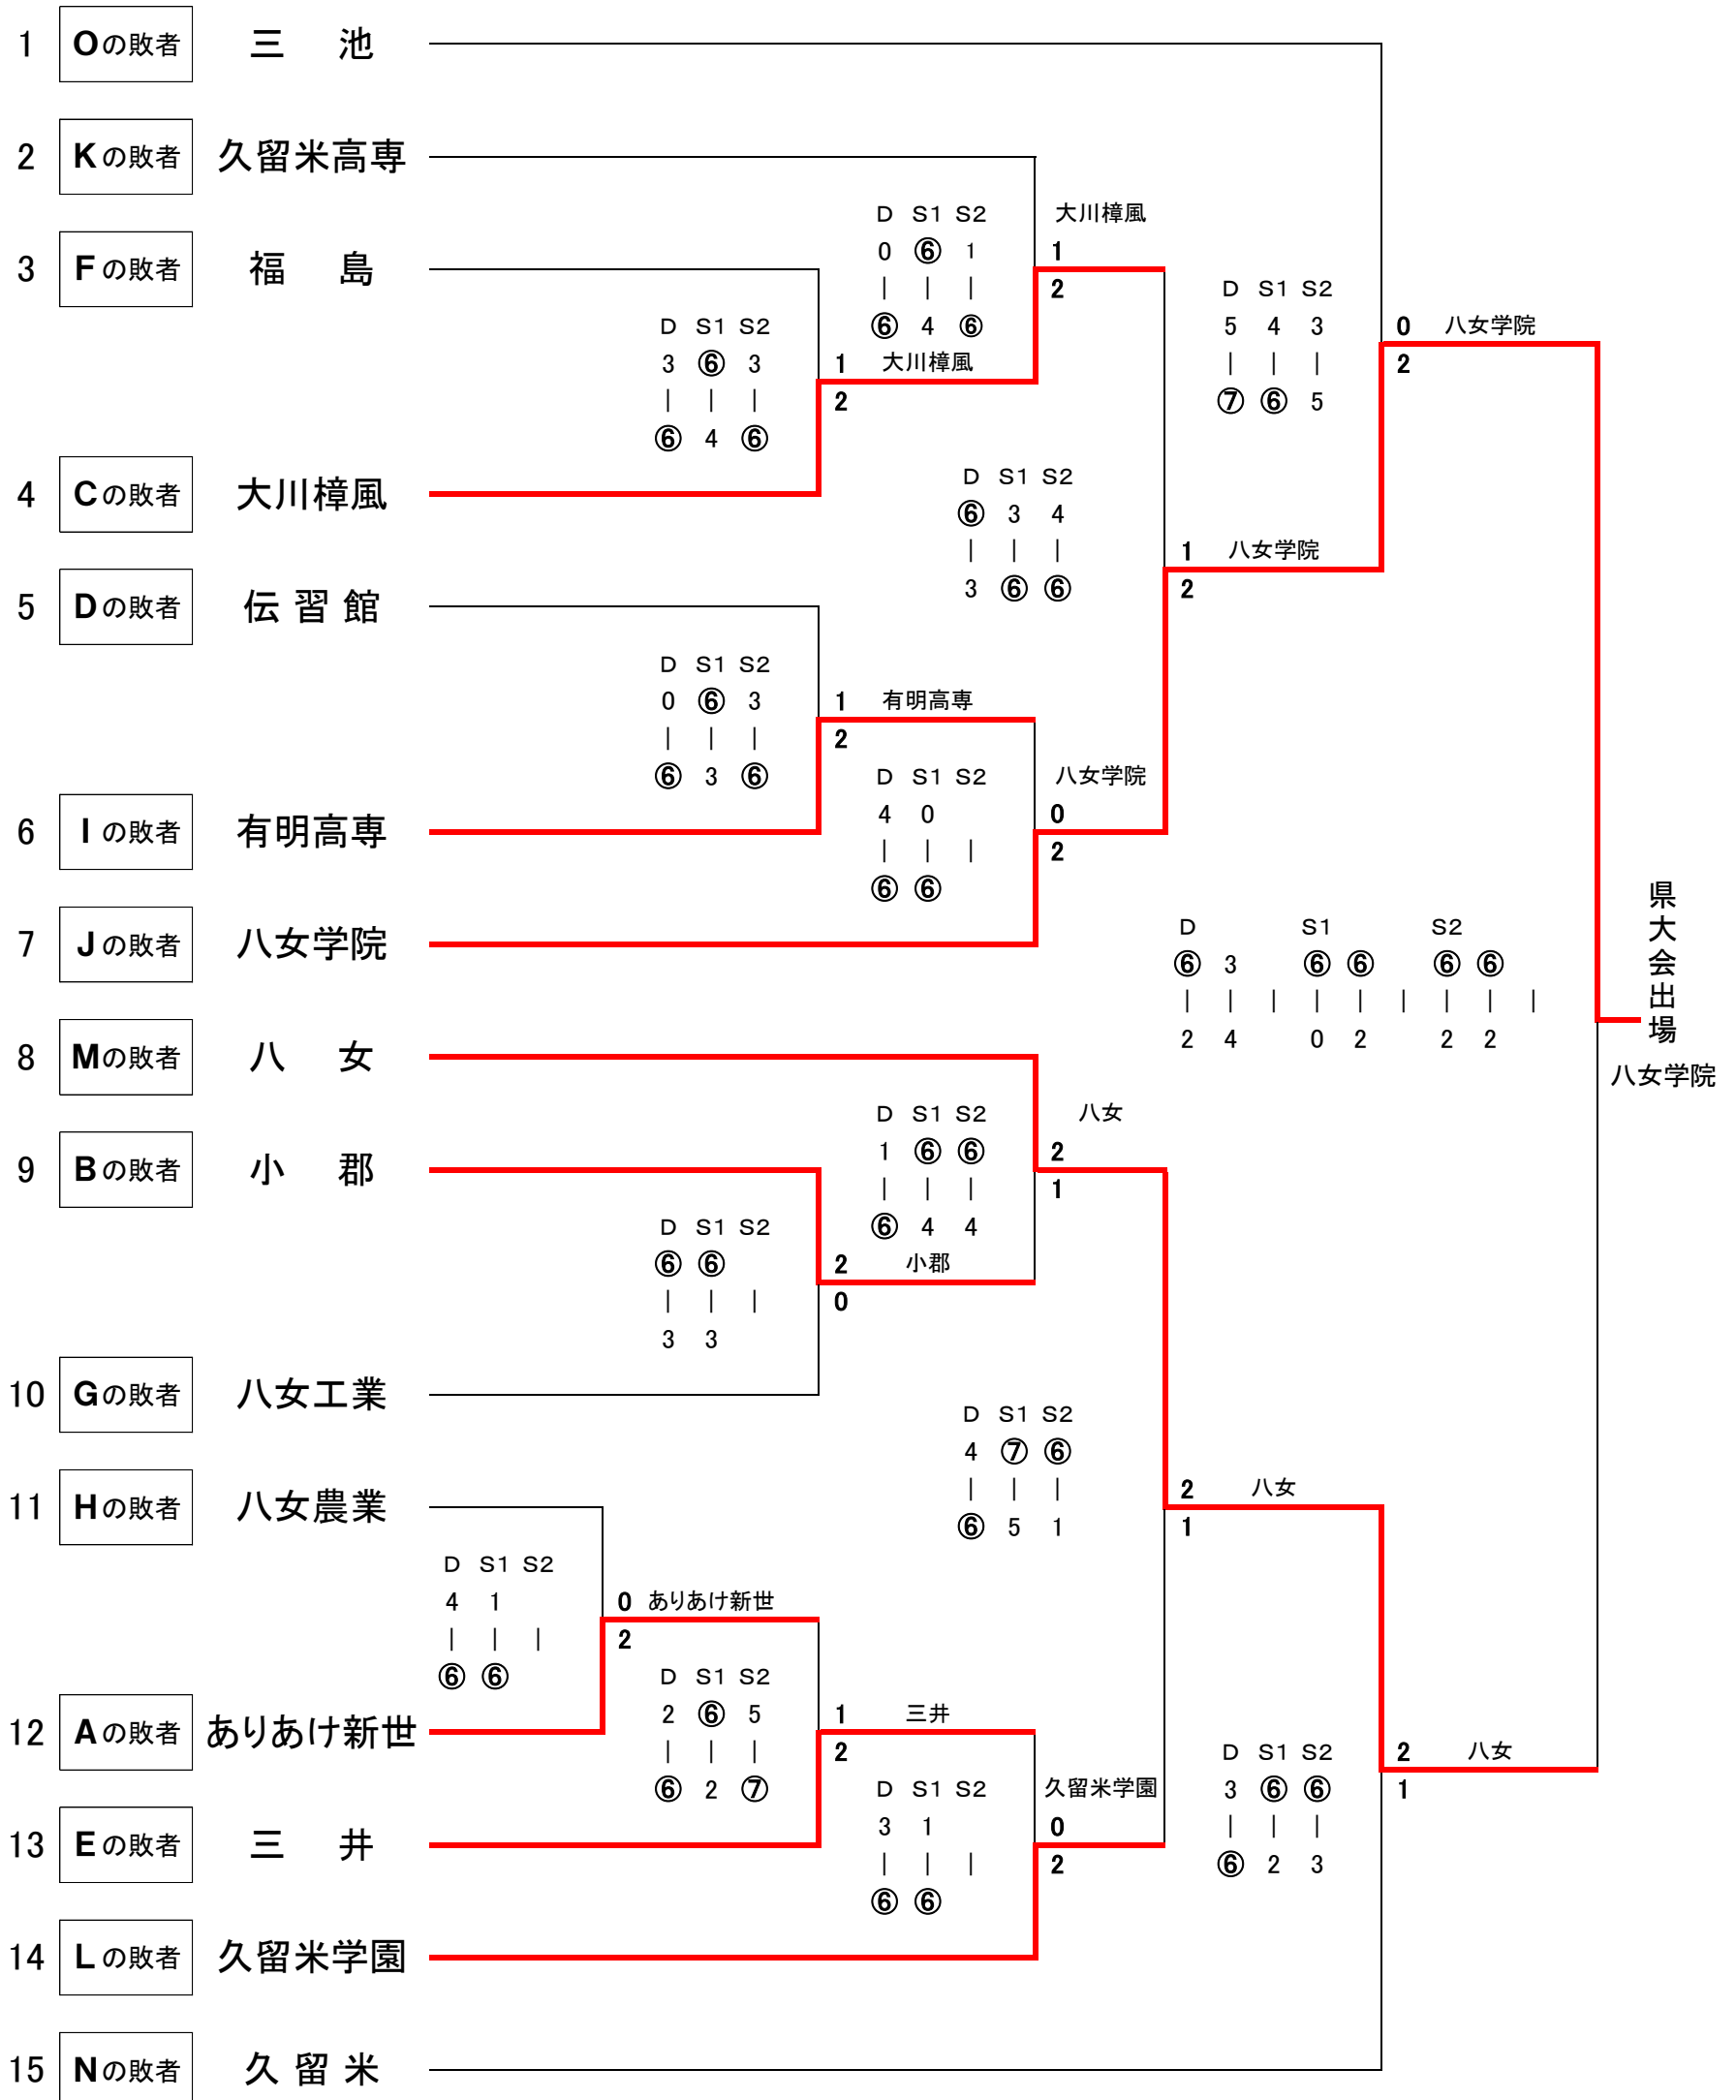 1 Oの敗者 三 池
2 Kの敗者 久留米高専
D S1 S2 大川樟風
0 ⑥ 1 1
3 Fの敗者 福 島
| | | 2
D S1 S2
⑥ 4 ⑥
D S1 S2
5 4 3 0 八女学院
3 ⑥ 3 1 大川樟風
| | | 2
| | | 2
⑦ ⑥ 5
⑥ 4 ⑥
D S1 S2
4 Cの敗者 大川樟風
⑥ 3 4
| | | 1 八女学院
3 ⑥ ⑥ 2
5 Dの敗者 伝 習 館
D S1 S2
0 ⑥ 3 1 有明高専
| | | 2
⑥ 3 ⑥
D S1 S2 八女学院
4 0 0
6 Iの敗者 有明高専
| | | 2
⑥ ⑥
7 Jの敗者 八女学院
D S1 S2
⑥ 3 ⑥ ⑥ ⑥ ⑥
| | | | | | | | |
2 4 0 2 2 2
県大会出場
八女学院
8 Mの敗者 八 女
D S1 S2 八女
1 ⑥ ⑥ 2
9 Bの敗者 小 郡
| | | 1
⑥ 4 4
D S1 S2
⑥ ⑥ 2 小郡
| | | 0
3 3
10 Gの敗者 八女工業
D S1 S2
4 ⑦ ⑥
| | | 2 八女
⑥ 5 1 1
11 Hの敗者 八女農業
D S1 S2
4 1 0 ありあけ新世
| | | 2
⑥ ⑥
D S1 S2
2 ⑥ 5 1 三井
12 Aの敗者 ありあけ新世
| | | 2
⑥ 2 ⑦
D S1 S2
3 ⑥ ⑥ 2 八女
| | | 1
⑥ 2 3
D S1 S2 久留米学園
3 1 0
13 Eの敗者 三 井
| | | 2
⑥ ⑥
14 Lの敗者 久留米学園
15 Nの敗者 久 留 米